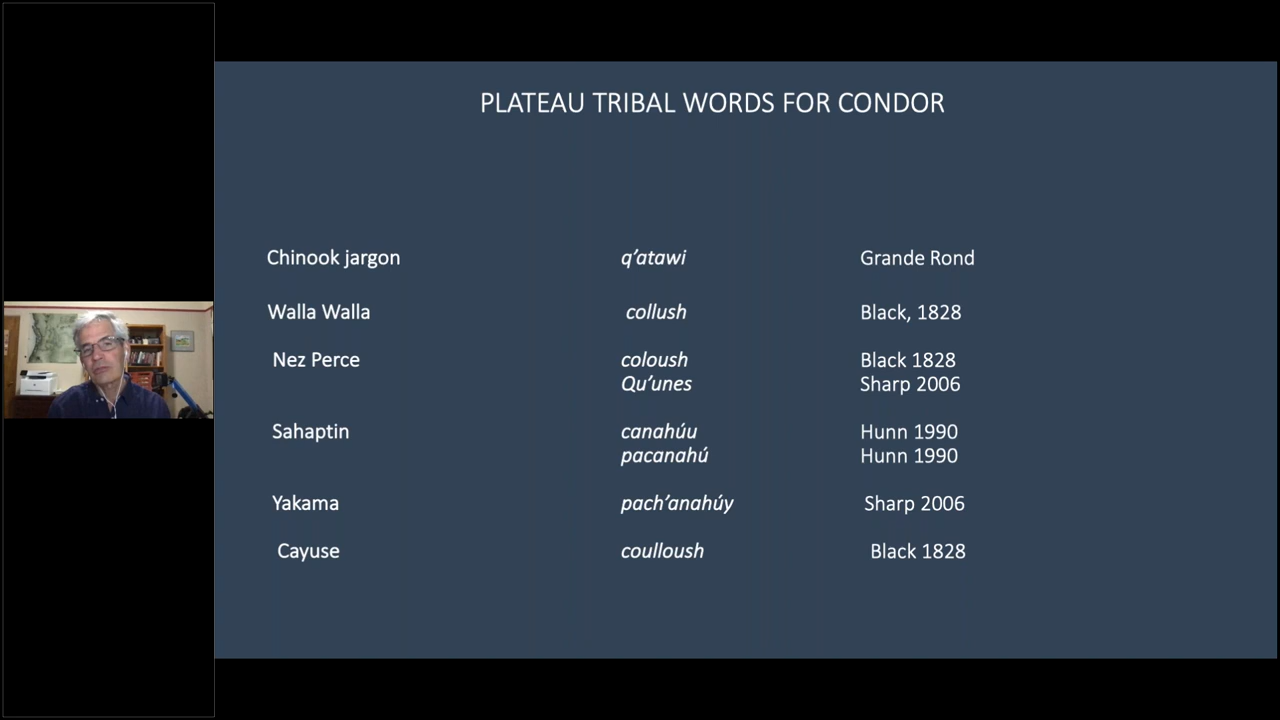 PLATEAU TRIBAL WORDS FOR CONDOR
Chinook jargon q’atawi Grande Rond
Walla Walla collush Black, 1828
Nez Perce coloush Black 1828
Qu’unes Sharp 2006
Sahaptin canahúu Hunn 1990
pacanahú Hunn 1990
Yakama pach’anahúy Sharp 2006
Cayuse coulloush Black 1828